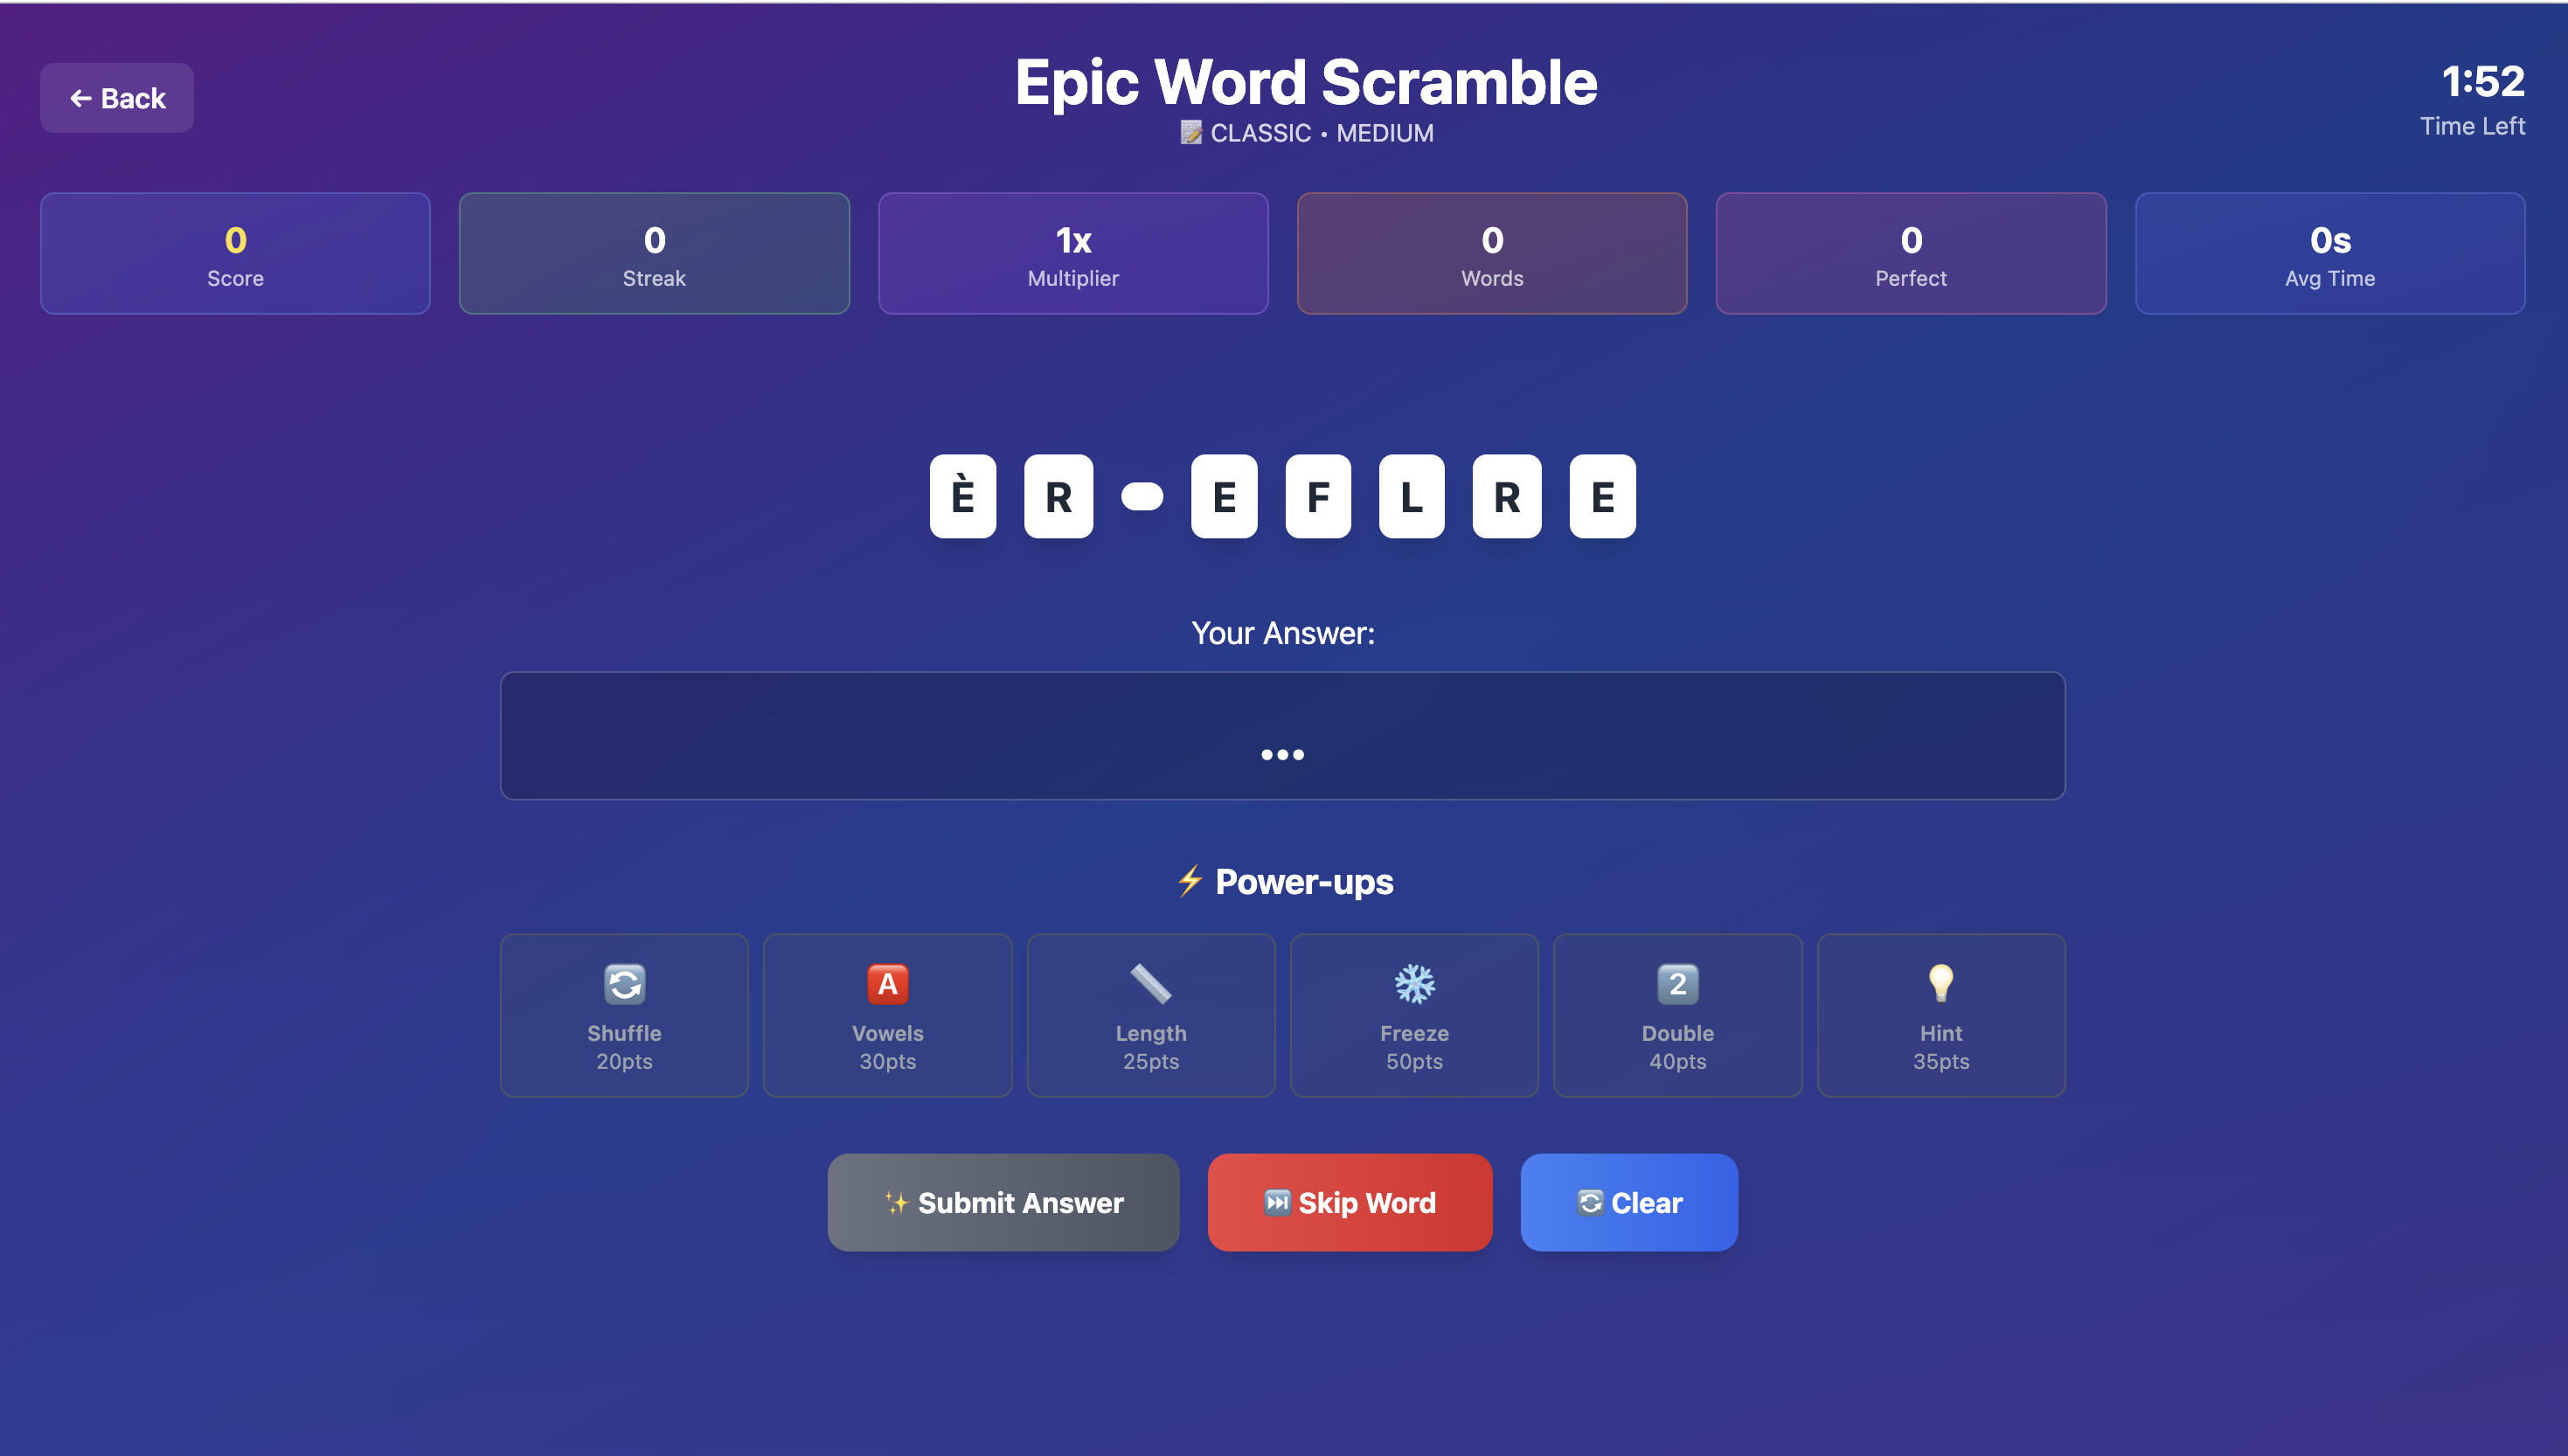 ← Back
Epic Word Scramble
📝 CLASSIC • MEDIUM
1:52
Time Left
0
Score
0
Streak
1x
Multiplier
0
Words
0
Perfect
0s
Avg Time
È R E F L R E
Your Answer:
...
⚡ Power-ups
🔄 Shuffle
20pts
🅰 Vowels
30pts
📏 Length
25pts
❄️ Freeze
50pts
2️⃣ Double
40pts
💡 Hint
35pts
✨ Submit Answer
⏭️ Skip Word
🔄 Clear